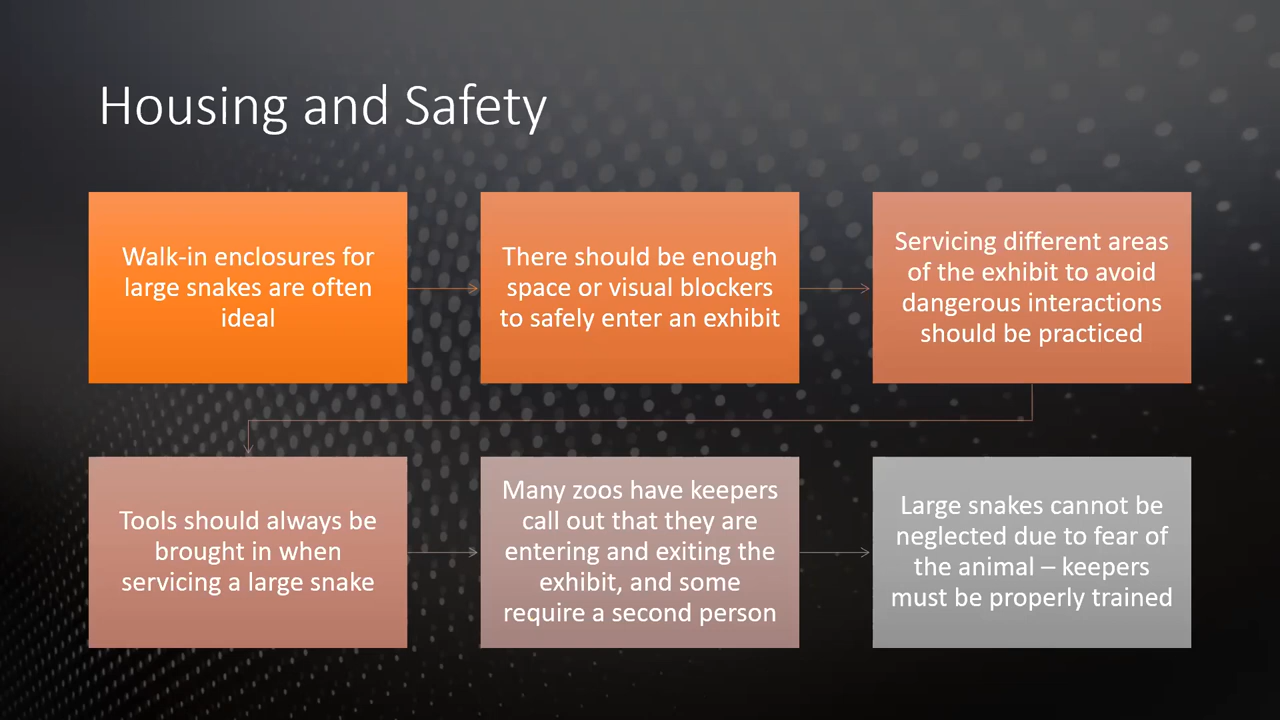 Housing and Safety
Walk-in enclosures for
large snakes are often
ideal
There should be enough
space or visual blockers
to safely enter an exhibit
Servicing different areas
of the exhibit to avoid
dangerous interactions
should be practiced
Tools should always be
brought in when
servicing a large snake
Many zoos have keepers
call out that they are
entering and exiting the
exhibit, and some
require a second person
Large snakes cannot be
neglected due to fear of
the animal – keepers
must be properly trained